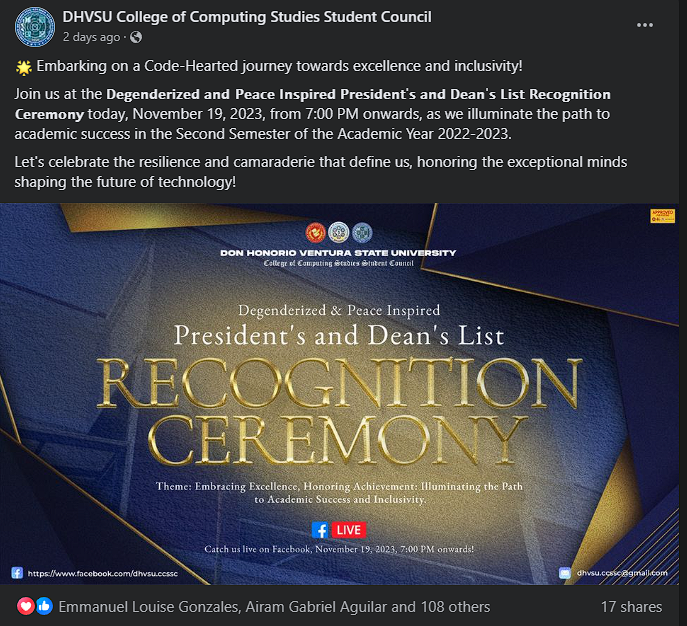 DHVSU College of Computing Studies Student Council
2 days ago ·
Embarking on a Code-Hearted journey towards excellence and inclusivity!
Join us at the Degenderized and Peace Inspired President's and Dean's List Recognition
Ceremony today, November 19, 2023, from 7:00 PM onwards, as we illuminate the path to
academic success in the Second Semester of the Academic Year 2022-2023.
Let's celebrate the resilience and camaraderie that define us, honoring the exceptional minds
shaping the future of technology!
APPROVED
DON HONORIO VENTURA STATE UNIVERSITY
College of Computing Studies Student Council
Degenderized & Peace Inspired
President's and Dean's List
RECOGNITION
CEREMONY
Theme: Embracing Excellence, Honoring Achievement: Illuminating the Path
to Academic Success and Inclusivity.
LIVE
Catch us live on Facebook, November 19, 2023, 7:00 PM onwards!
https://www.facebook.com/dhvsu.ccssc
dhvsu.ccssc@gmail.com
Emmanuel Louise Gonzales, Airam Gabriel Aguilar and 108 others
17 shares